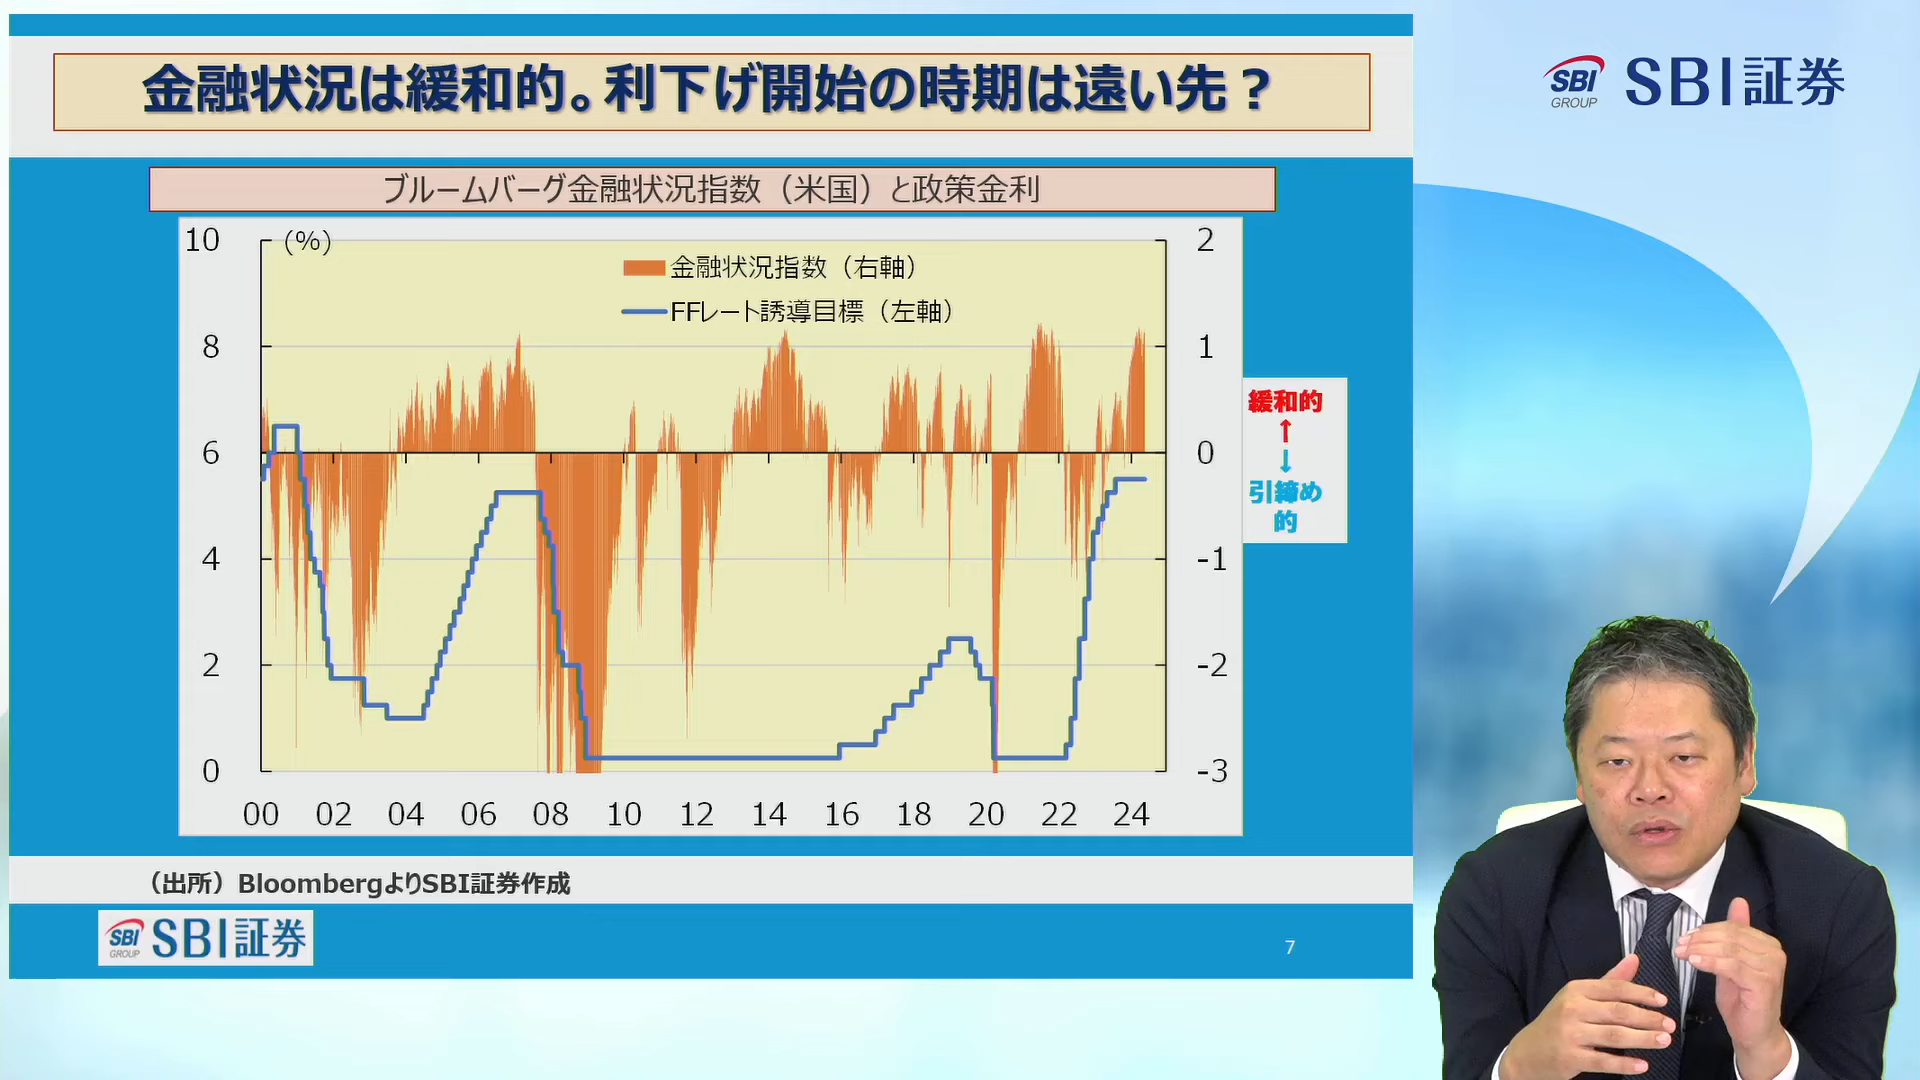 金融状況は緩和的。利下げ開始の時期は遠い先？
SBI GROUP SBI証券
ブルームバーグ金融状況指数（米国）と政策金利
(%)
金融状況指数（右軸）
FFレート誘導目標（左軸）
10
8
6
4
2
0
2
1
0
-1
-2
-3
緩和的
↑
↓
引締め
的
00 02 04 06 08 10 12 14 16 18 20 22 24
（出所）BloombergよりSBI証券作成
SBI GROUP SBI証券
7